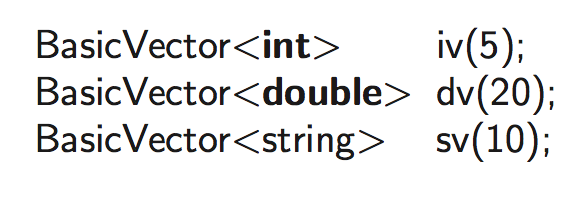 BasicVector<int> iv(5);
BasicVector<double> dv(20);
BasicVector<string> sv(10);